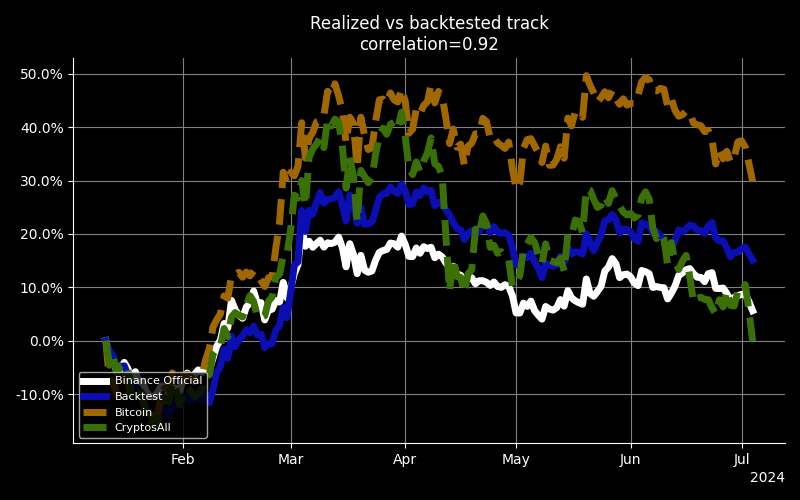 Realized vs backtested track
correlation=0.92
50.0%
40.0%
30.0%
20.0%
10.0%
0.0%
-10.0%
Binance Official
Backtest
Bitcoin
CryptosAll
Feb Mar Apr May Jun Jul
2024